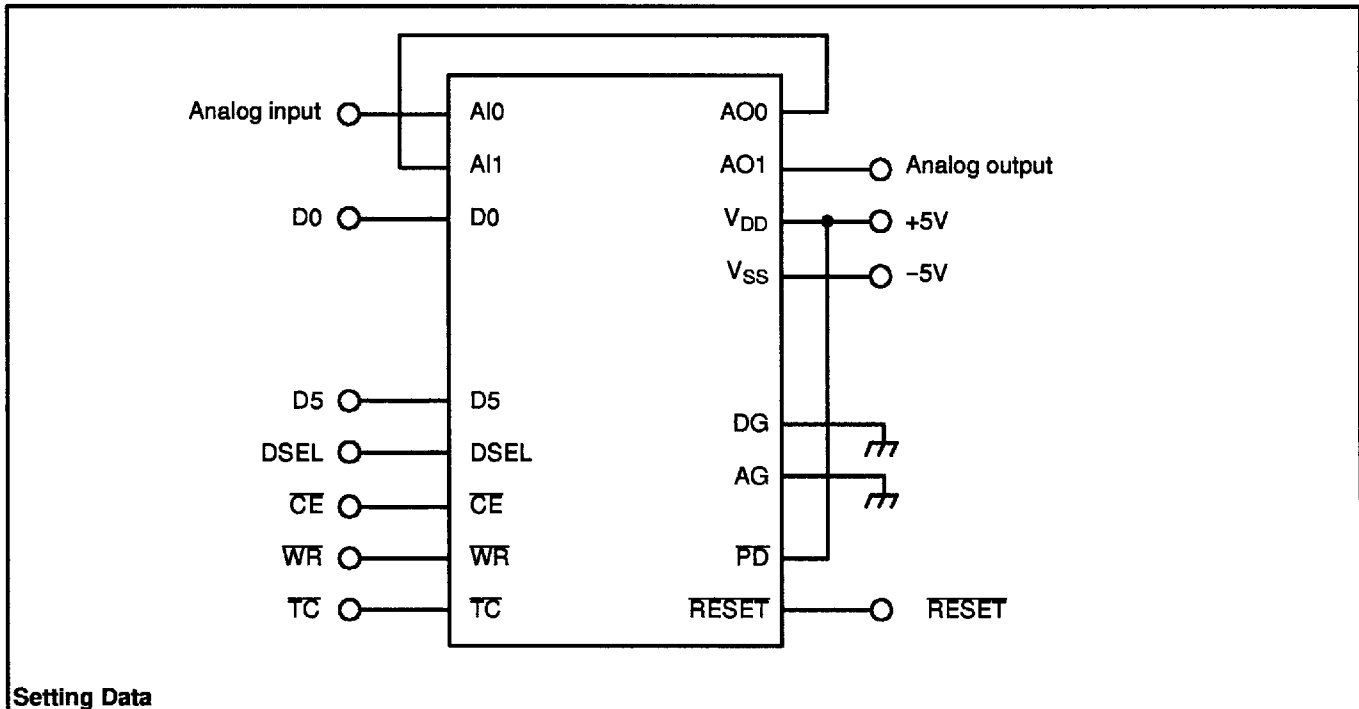 Analog input AI0 AO0
AI1 AO1 Analog output
D0 D0 VDD +5V
VSS −5V
D5 D5 DG
DSEL DSEL
CE CE AG
WR WR PD
TC TC RESET RESET
Setting Data